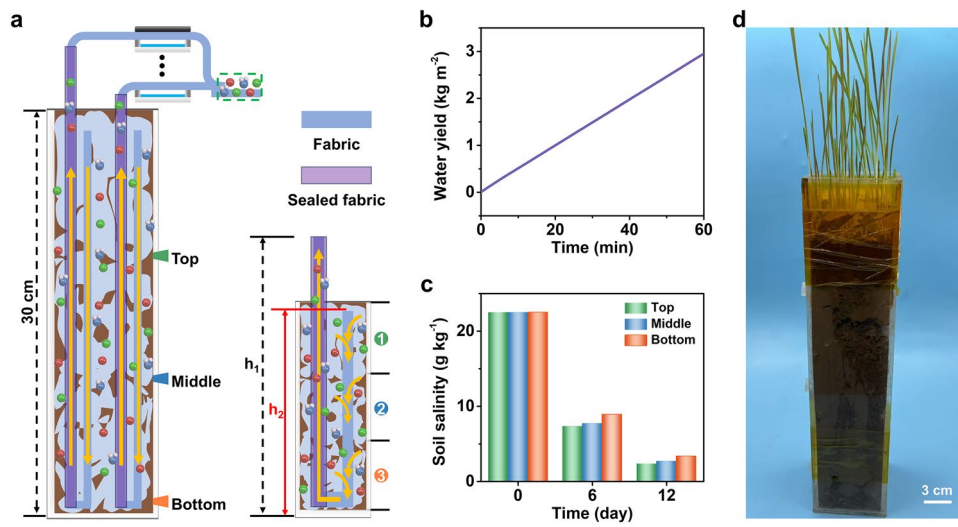 a
30 cm
Fabric
Sealed fabric
Top
Middle
Bottom
h1
h2
1
2
3
b
Water yield (kg m-2)
3
2
1
0
0
20
40
60
Time (min)
c
Soil salinity (g kg-1)
20
10
0
Top
Middle
Bottom
0
6
12
Time (day)
d
3 cm